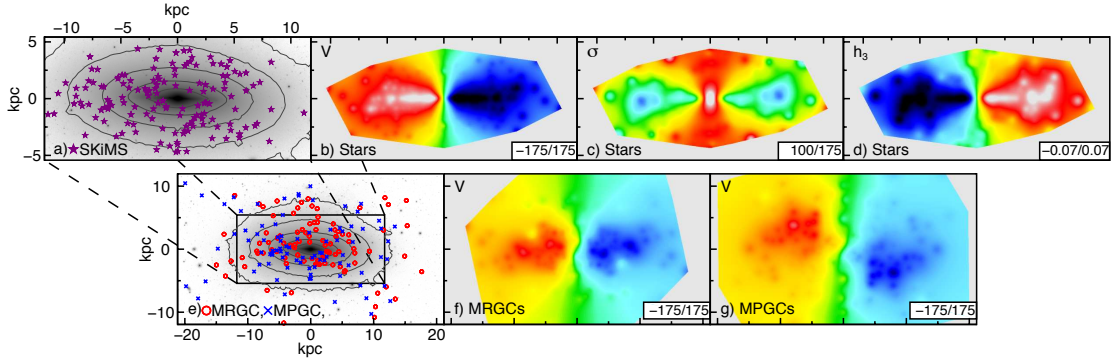 kpc
−10 −5 0 5 10
5
0
−5
kpc
a) ★SKiMS
V
b) Stars
−175/175
σ
c) Stars
100/175
h₃
d) Stars
−0.07/0.07
10
0
−10
kpc
e) MRGC, ×MPGC,
−20 −10 0 10 20
kpc
V
f) MRGCs
−175/175
V
g) MPGCs
−175/175